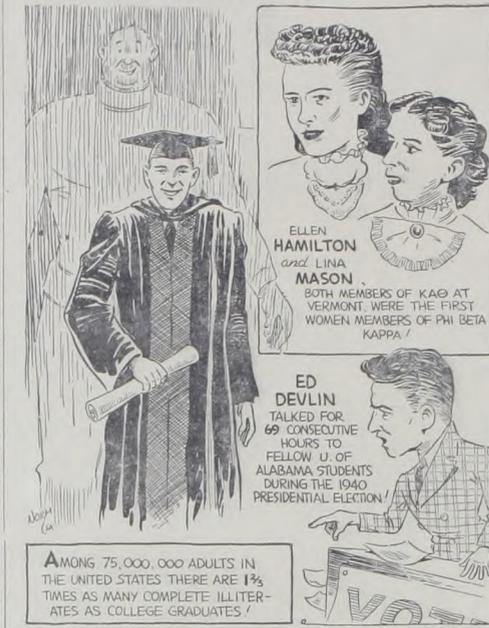 ELLEN
HAMILTON
and LINA
MASON,
BOTH MEMBERS OF KAΘ AT
VERMONT, WERE THE FIRST
WOMEN MEMBERS OF PHI BETA
KAPPA!
ED
DEVLIN
TALKED FOR
69 CONSECUTIVE
HOURS TO
FELLOW U. OF
ALABAMA STUDENTS
DURING THE 1940
PRESIDENTIAL ELECTION!
AMONG 75,000,000 ADULTS IN
THE UNITED STATES THERE ARE 1⅔
TIMES AS MANY COMPLETE ILLITER-
ATES AS COLLEGE GRADUATES!